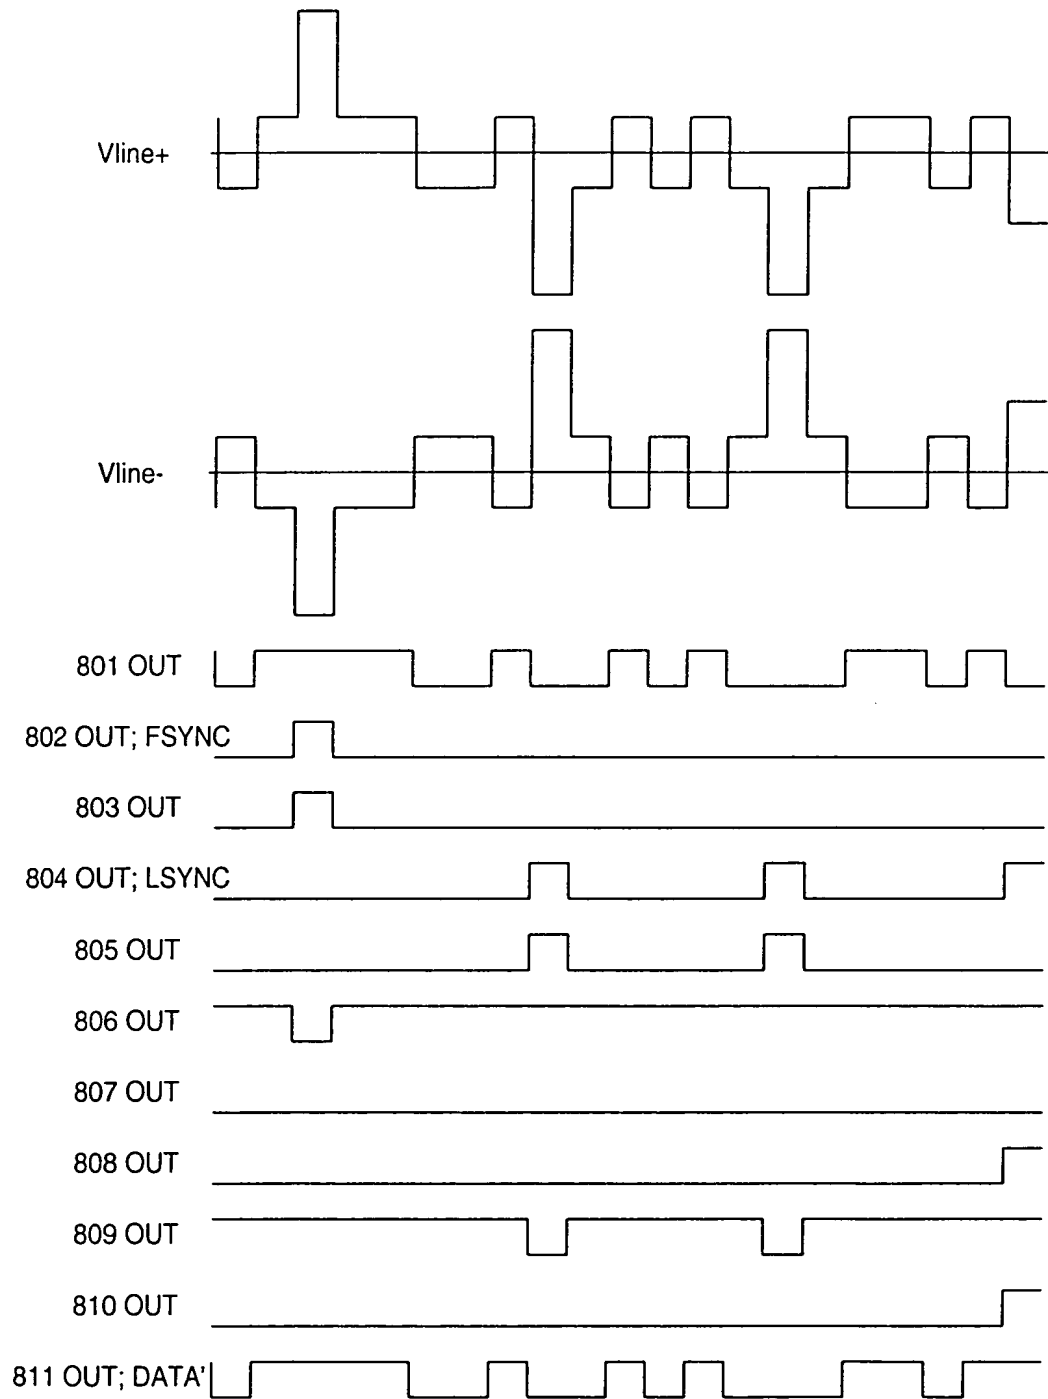 Vline+
Vline-
801 OUT
802 OUT; FSYNC
803 OUT
804 OUT; LSYNC
805 OUT
806 OUT
807 OUT
808 OUT
809 OUT
810 OUT
811 OUT; DATA'